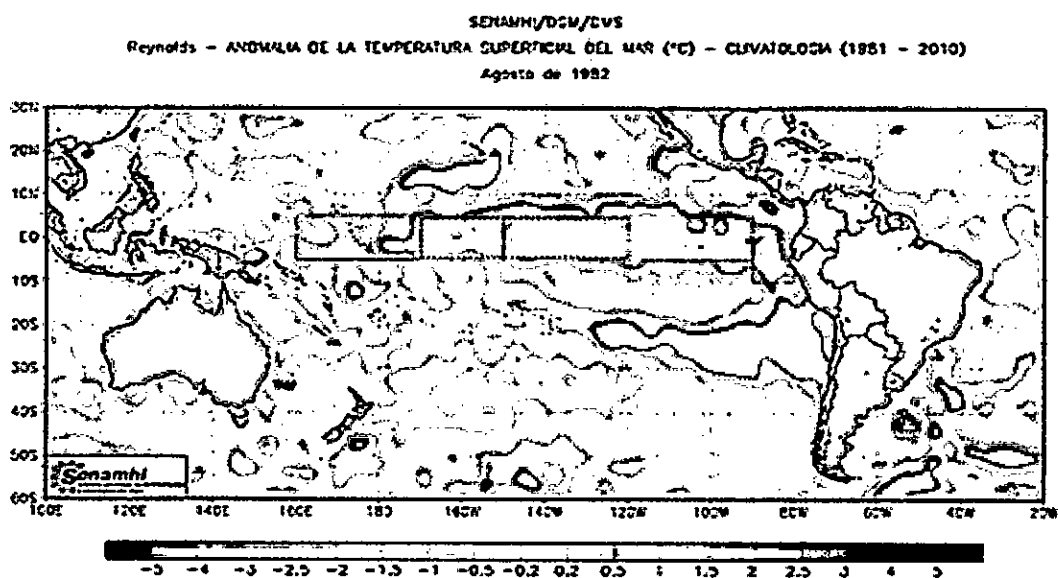 SENAMHI/DGM/DMS
Reynolds - ANOMALIA DE LA TEMPERATURA SUPERFICIAL DEL MAR (°C) - CLIMATOLOGIA (1981 - 2010)
Agosto de 1982
30N
20N
10N
EQ
10S
20S
30S
40S
50S
60S
Senamhi
100E 120E 140E 160E 180 160W 140W 120W 100W 80W 60W 40W 20W
-5 -4 -3 -2.5 -2 -1.5 -1 -0.5 -0.2 0.2 0.5 1 1.5 2 2.5 3 4 5